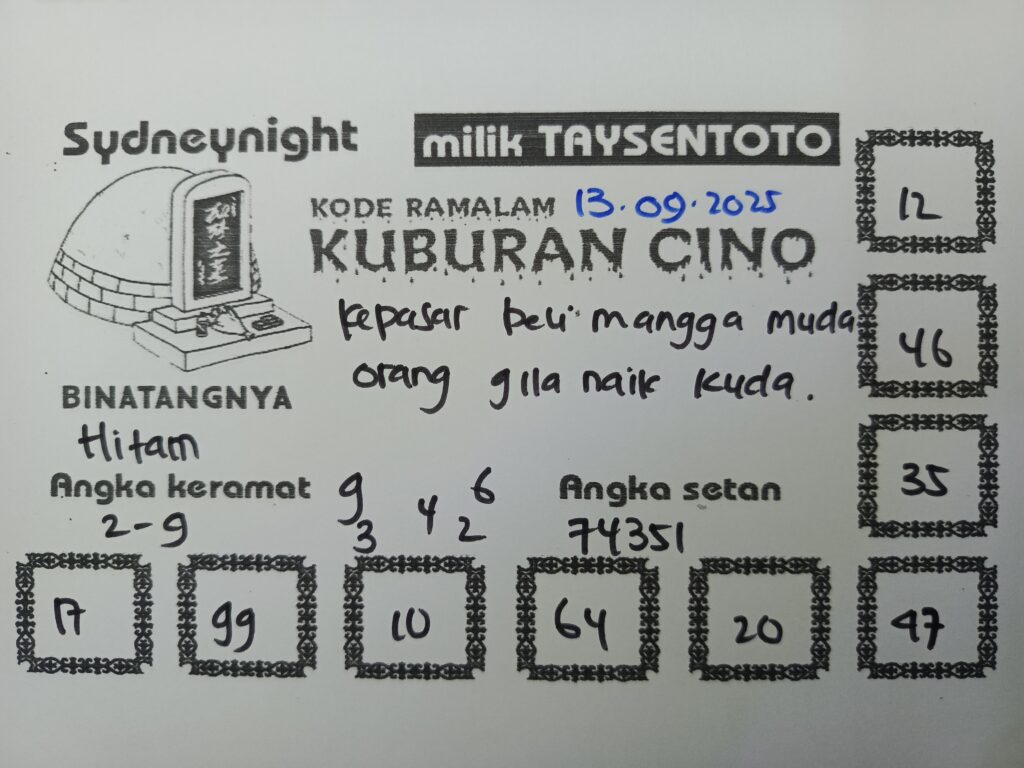 Sydneynight
milik TAYSENTOTO
KODE RAMALAM 13.09.2025
KUBURAN CINO
kepasar beli mangga muda
orang gila naik kuda.
BINATANGNYA
Hitam
Angka keramat
2-9
9 4 6
3 2
Angka setan
74351
12
46
35
17 99 10 64 20 47